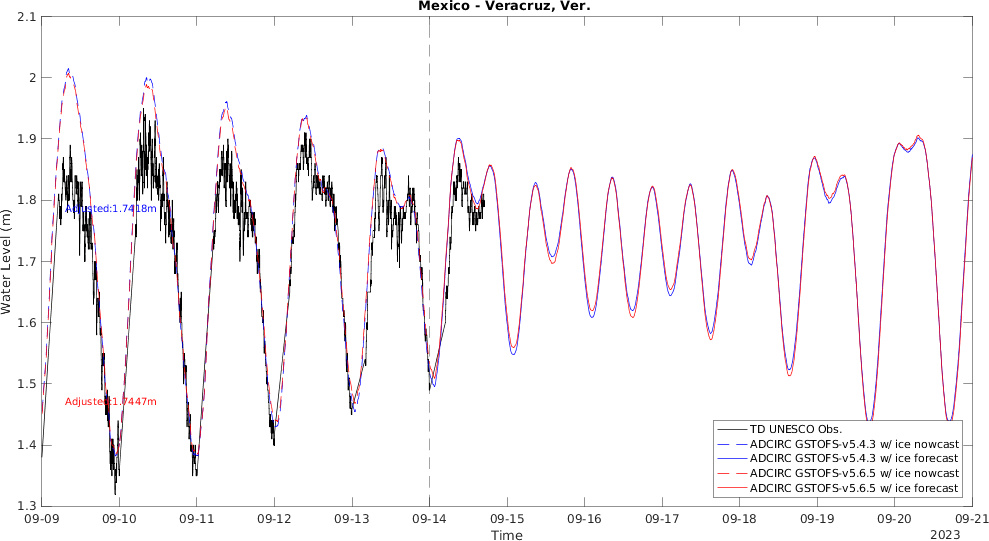 Mexico - Veracruz, Ver.
2.1
2
1.9
1.8
1.7
1.6
1.5
1.4
1.3
Water Level (m)
Adjusted:1.7418m
Adjusted:1.7447m
TD UNESCO Obs.
ADCIRC GSTOFS-v5.4.3 w/ ice nowcast
ADCIRC GSTOFS-v5.4.3 w/ ice forecast
ADCIRC GSTOFS-v5.6.5 w/ ice nowcast
ADCIRC GSTOFS-v5.6.5 w/ ice forecast
09-09 09-10 09-11 09-12 09-13 09-14 09-15 09-16 09-17 09-18 09-19 09-20 09-21
Time
2023